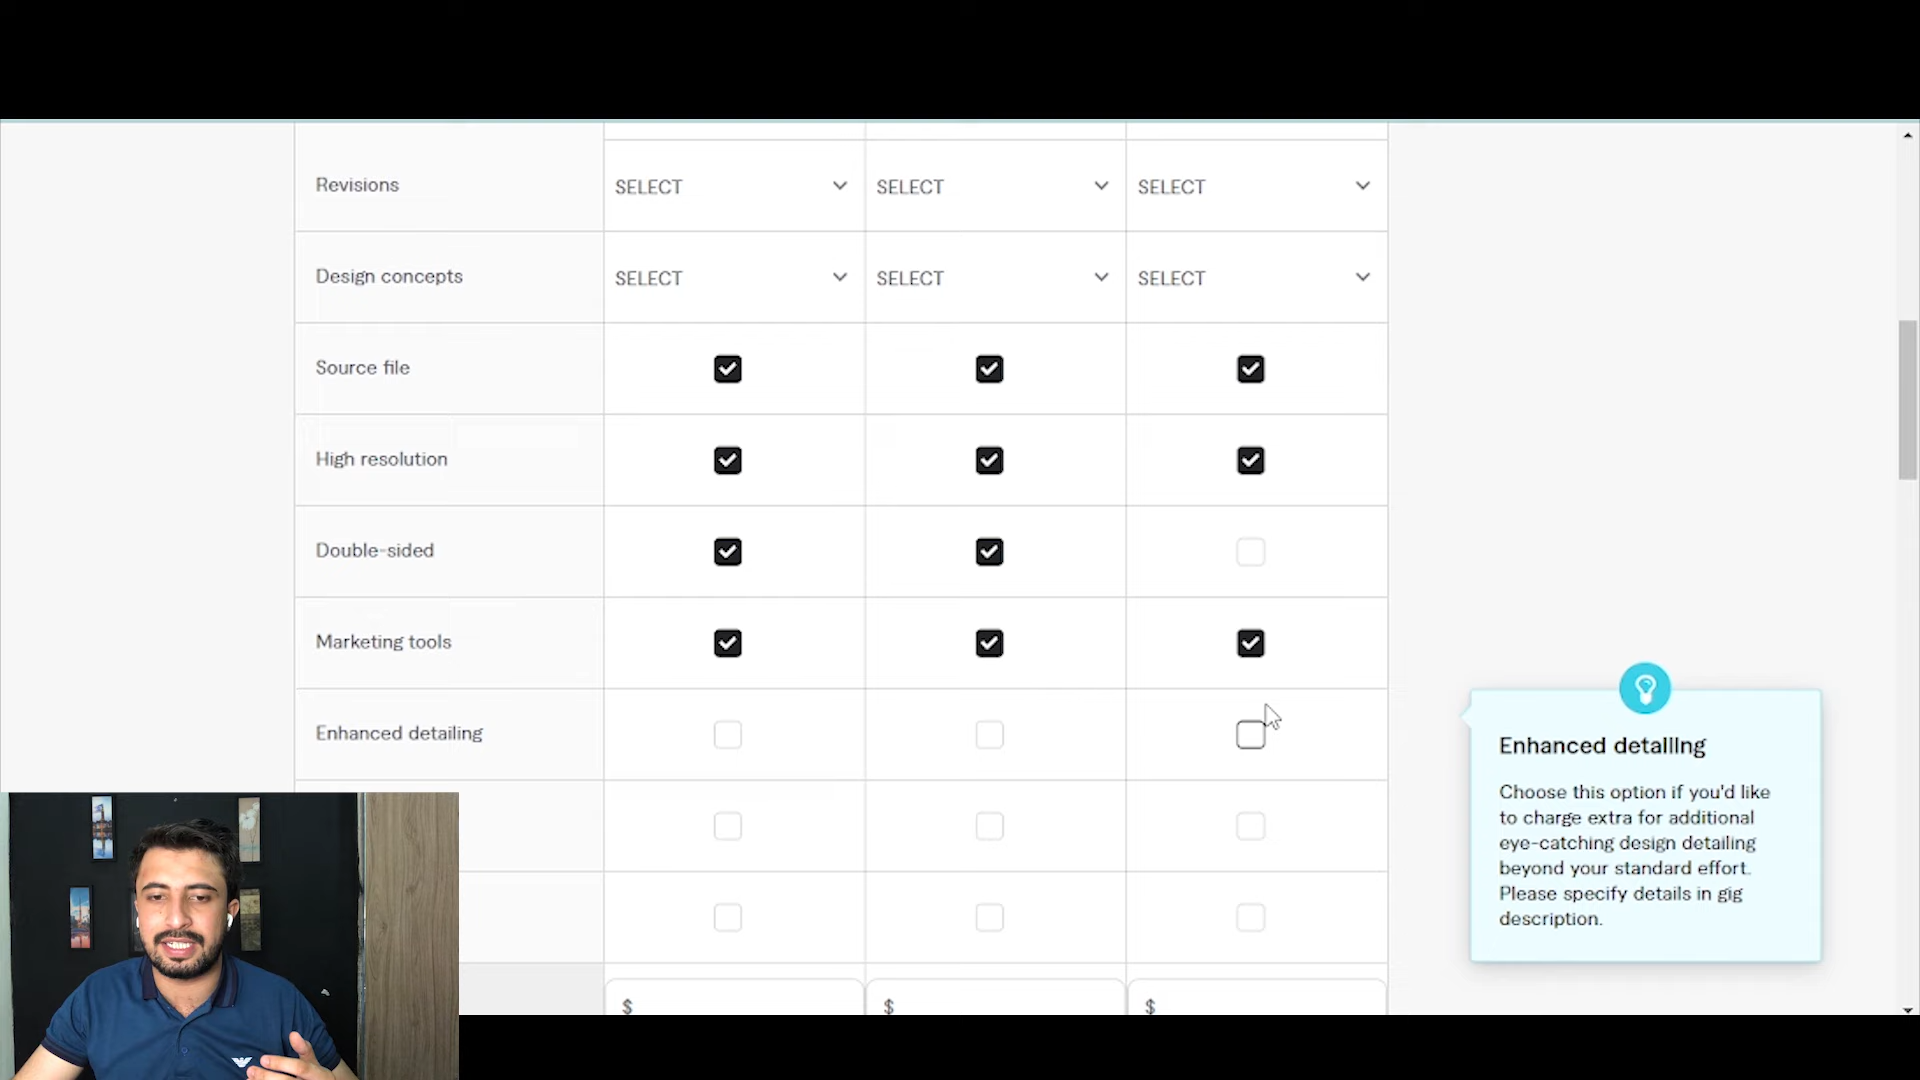 Revisions
SELECT
SELECT
SELECT
Design concepts
SELECT
SELECT
SELECT
Source file
High resolution
Double-sided
Marketing tools
Enhanced detailing
Enhanced detailing
Choose this option if you'd like
to charge extra for additional
eye-catching design detailing
beyond your standard effort.
Please specify details in gig
description.
$
$
$